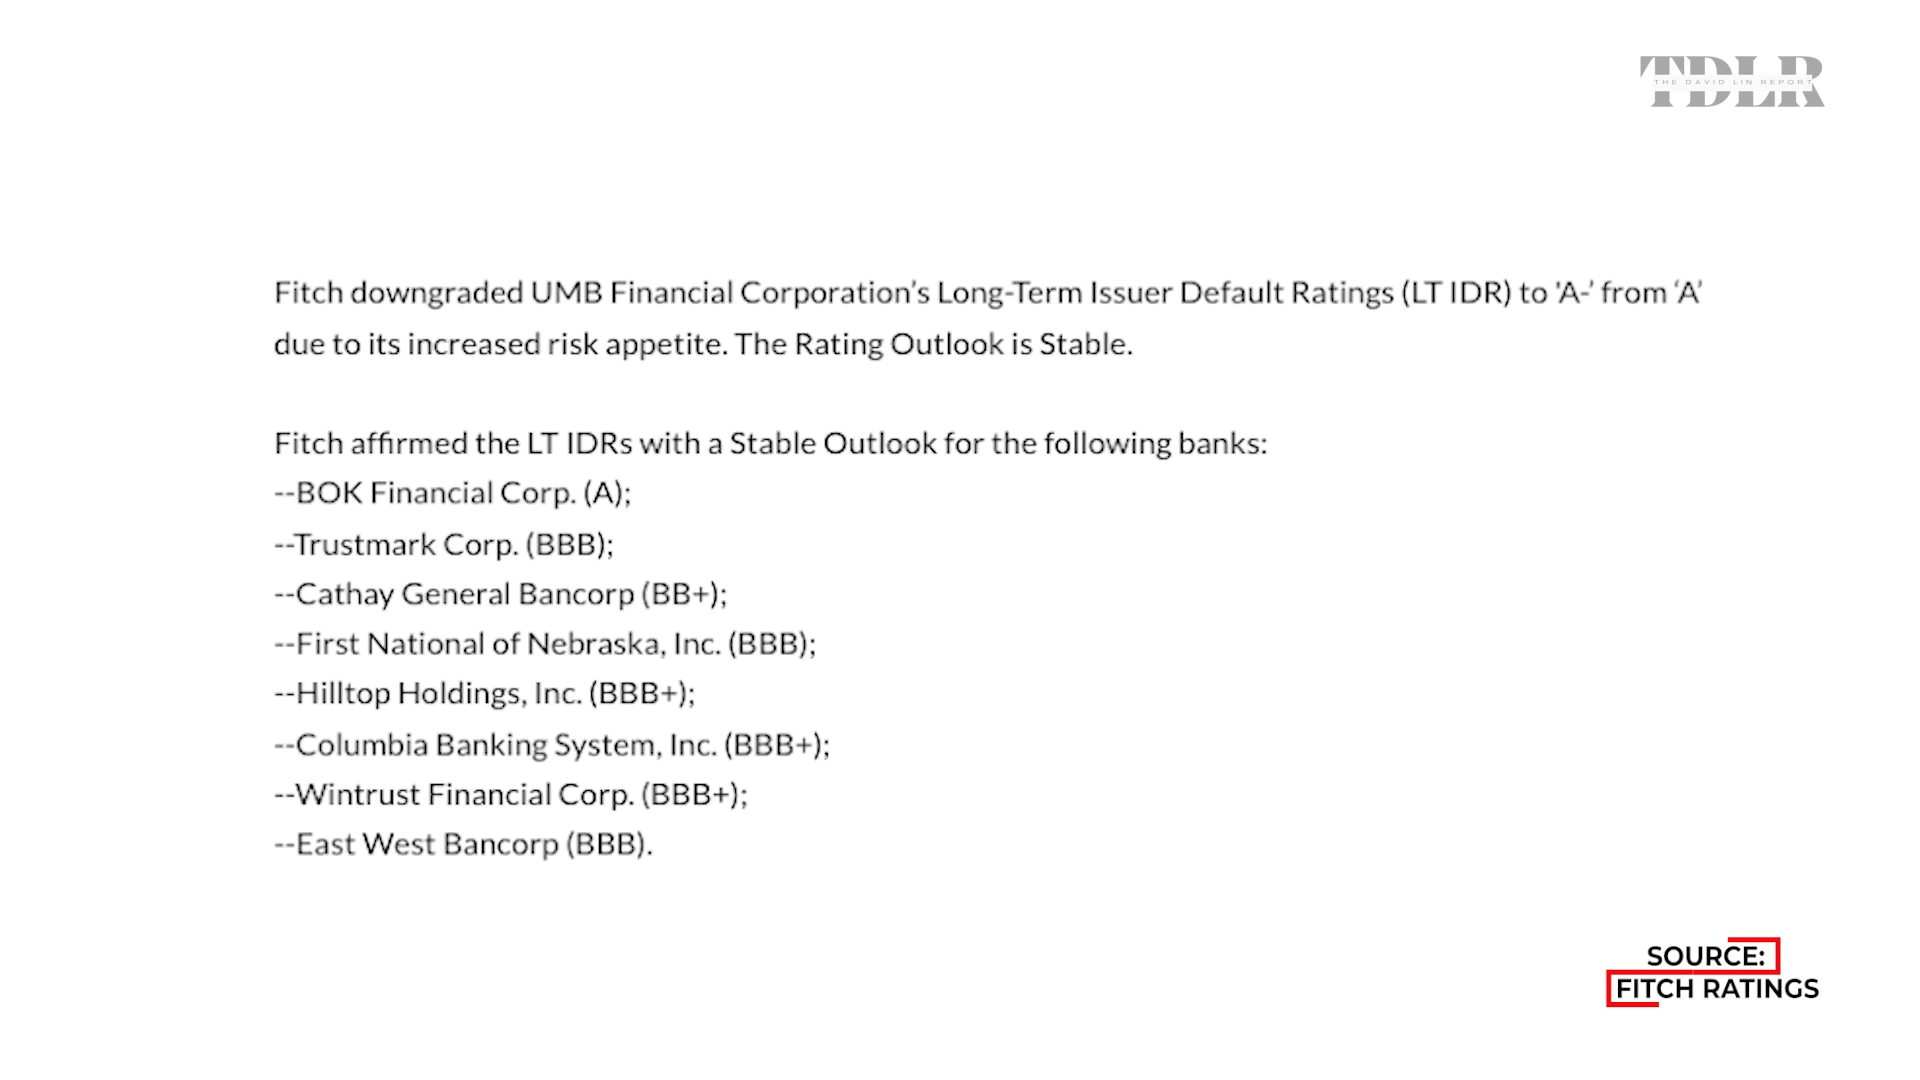 TDLR
THE DAVID LIN REPORT
Fitch downgraded UMB Financial Corporation's Long-Term Issuer Default Ratings (LT IDR) to 'A-' from ‘A’
due to its increased risk appetite. The Rating Outlook is Stable.
Fitch affirmed the LT IDRs with a Stable Outlook for the following banks:
--BOK Financial Corp. (A);
--Trustmark Corp. (BBB);
--Cathay General Bancorp (BB+);
--First National of Nebraska, Inc. (BBB);
--Hilltop Holdings, Inc. (BBB+);
--Columbia Banking System, Inc. (BBB+);
--Wintrust Financial Corp. (BBB+);
--East West Bancorp (BBB).
SOURCE:
FITCH RATINGS